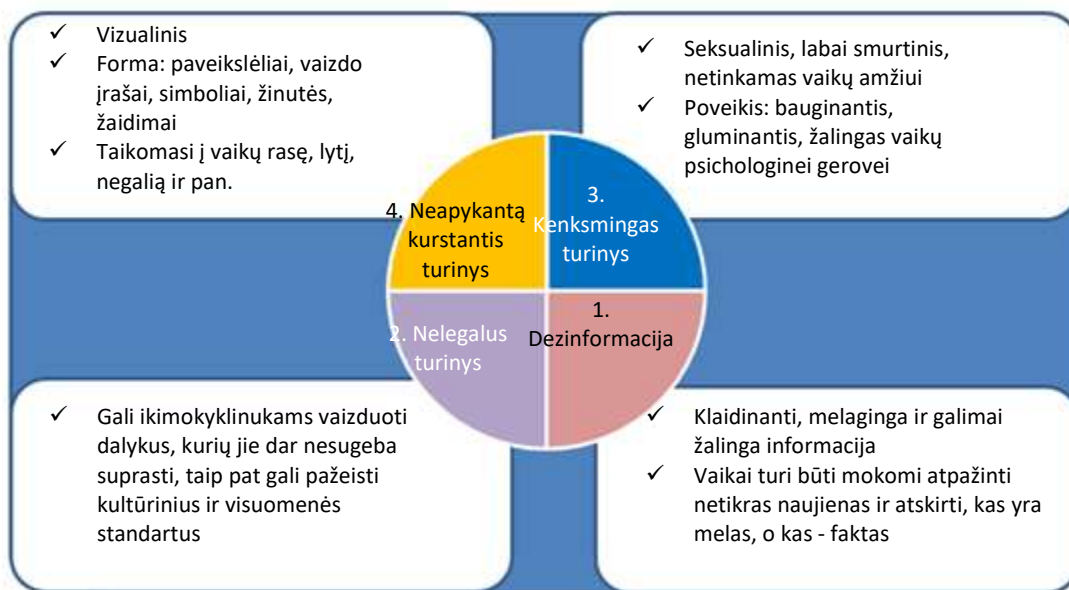 ✓ Vizualinis
✓ Forma: paveikslėliai, vaizdo
įrašai, simboliai, žinutės,
žaidimai
✓ Taikomasi į vaikų rasę, lytį,
negalią ir pan.
✓ Seksualinis, labai smurtinis,
netinkamas vaikų amžiui
✓ Poveikis: bauginantis,
gluminantis, žalingas vaikų
psichologinei gerovei
4. Neapykantą
kurstantis
turinys
3.
Kenksmingas
turinys
2. Nelegalus
turinys
1.
Dezinformacija
✓ Gali ikimokyklinukams vaizduoti
dalykus, kurių jie dar nesugeba
suprasti, taip pat gali pažeisti
kultūrinius ir visuomenės
standartus
✓ Klaidinanti, melaginga ir galimai
žalinga informacija
✓ Vaikai turi būti mokomi atpažinti
netikras naujienas ir atskirti, kas yra
melas, o kas - faktas